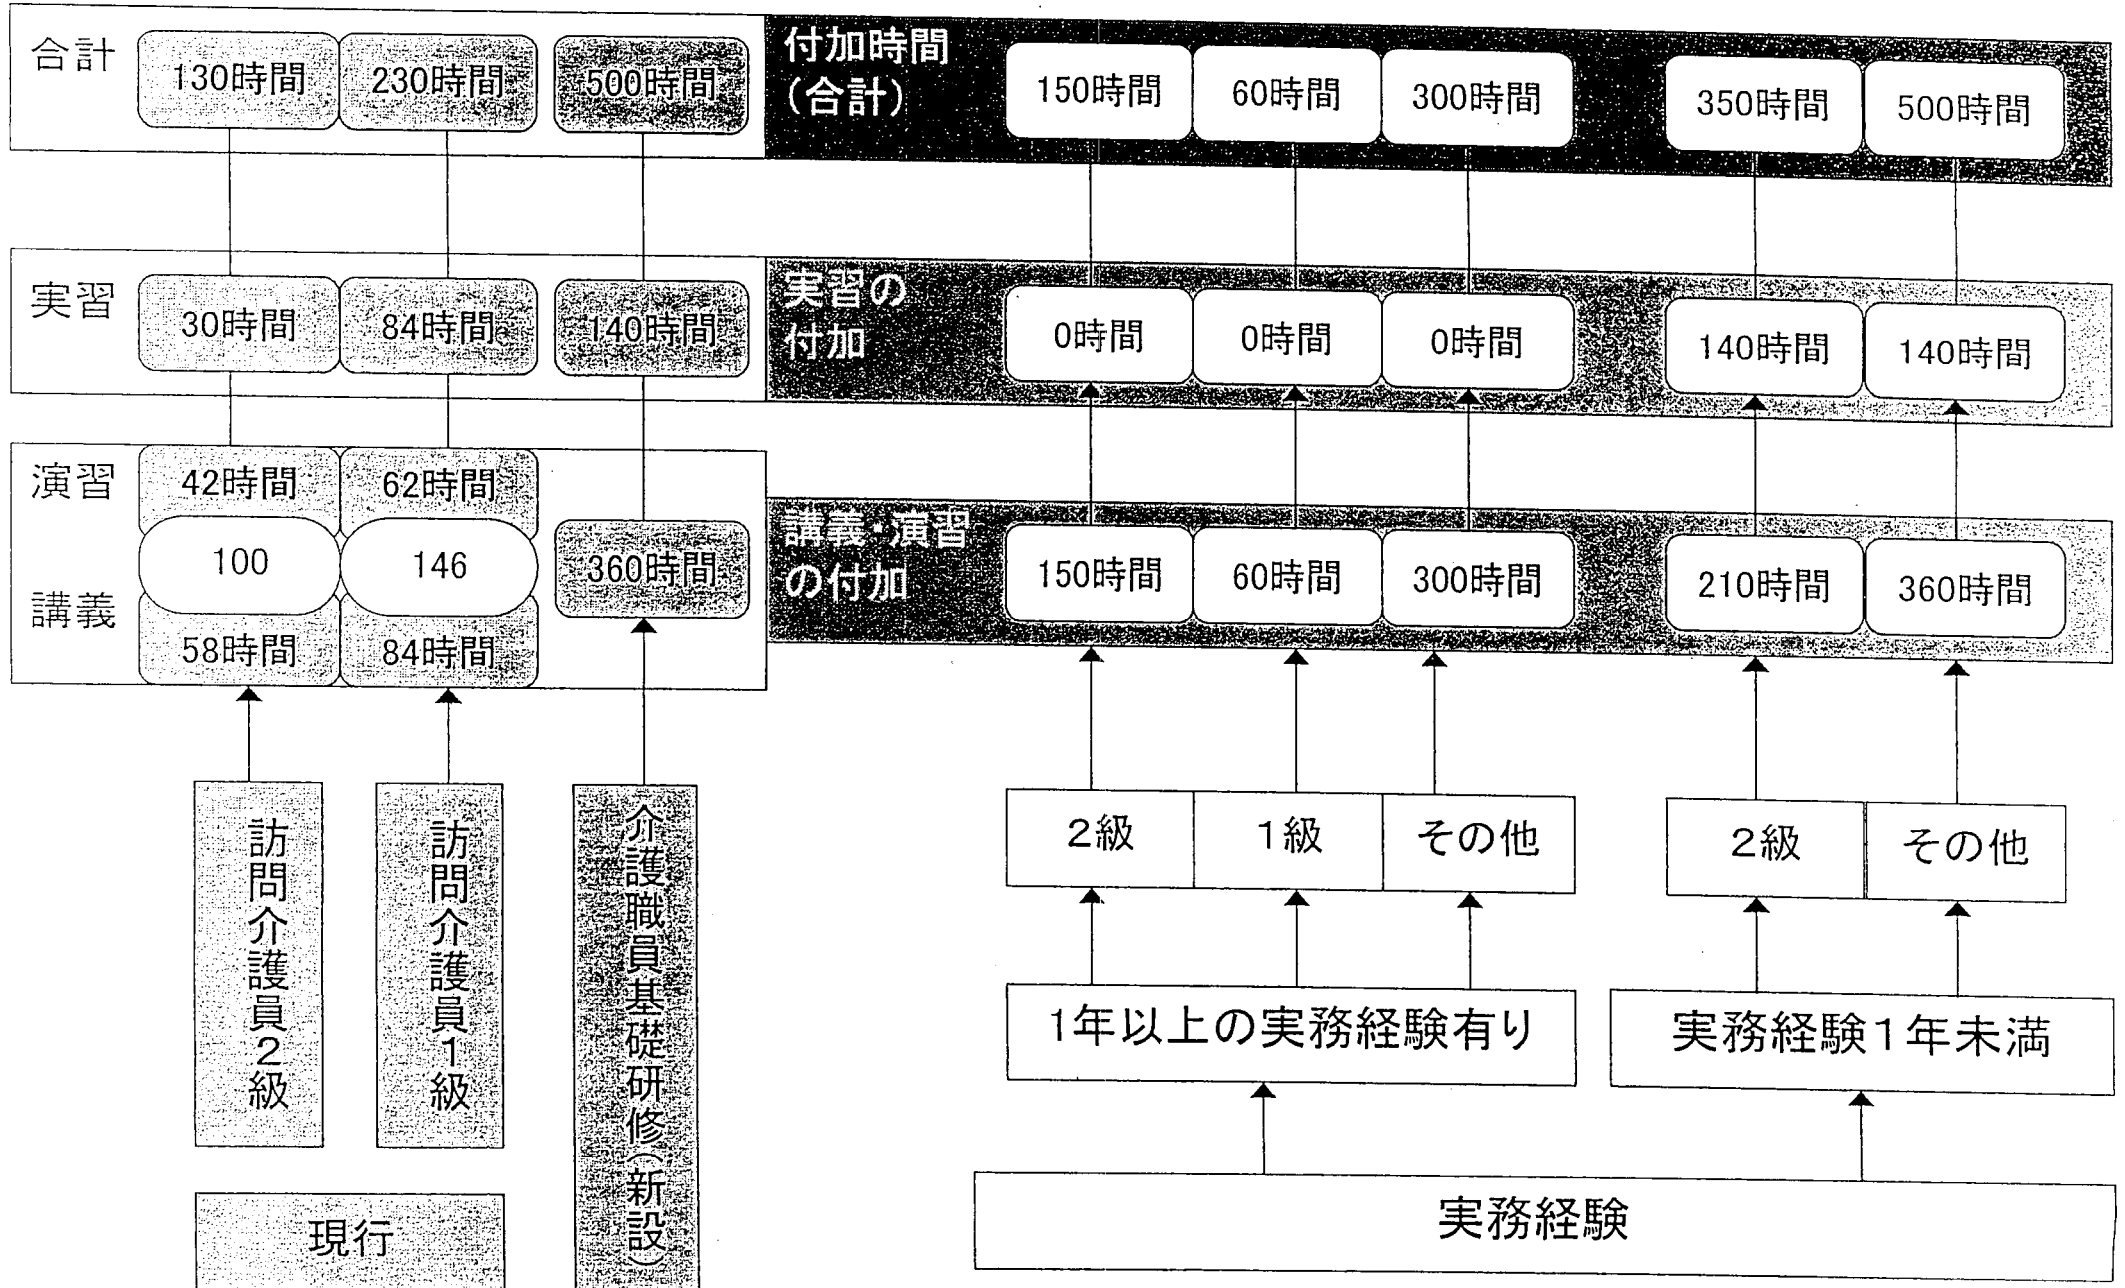 合計 130時間 230時間 500時間 付加時間 150時間 60時間 300時間 350時間 500時間
（合計）
実習 30時間 84時間 140時間 実習の 0時間 0時間 0時間 140時間 140時間
付加
演習 42時間 62時間
100 146 360時間 講義・演習 150時間 60時間 300時間 210時間 360時間
の付加
講義 58時間 84時間
訪問介護員２級
訪問介護員１級
介護職員基礎研修（新設）
２級 １級 その他 ２級 その他
１年以上の実務経験有り 実務経験１年未満
現行 実務経験